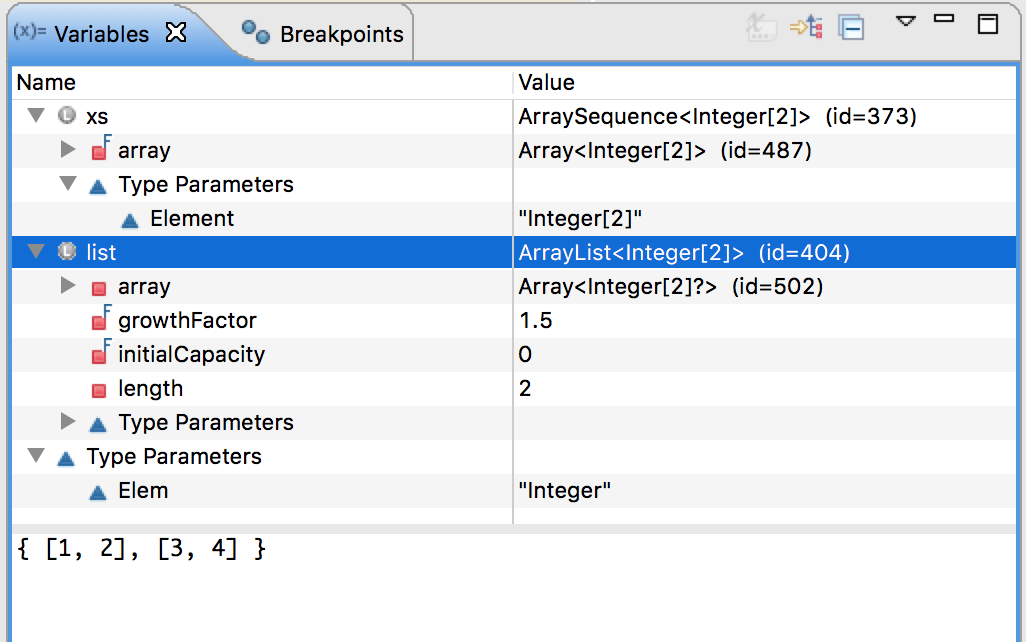 (x)= Variables Breakpoints
Name Value
L xs ArraySequence<Integer[2]> (id=373)
F array Array<Integer[2]> (id=487)
Type Parameters
Element "Integer[2]"
L list ArrayList<Integer[2]> (id=404)
array Array<Integer[2]?> (id=502)
F growthFactor 1.5
F initialCapacity 0
length 2
Type Parameters
Type Parameters
Elem "Integer"
{ [1, 2], [3, 4] }